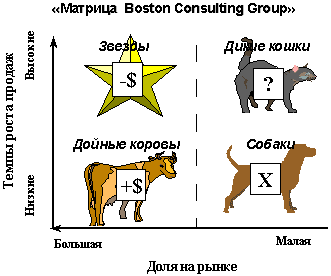 «Матрица Boston Consulting Group»
Темпы роста продаж
Высокие
Низкие
Звезды
-$
Дикие кошки
?
Дойные коровы
+$
Собаки
X
Большая
Малая
Доля на рынке